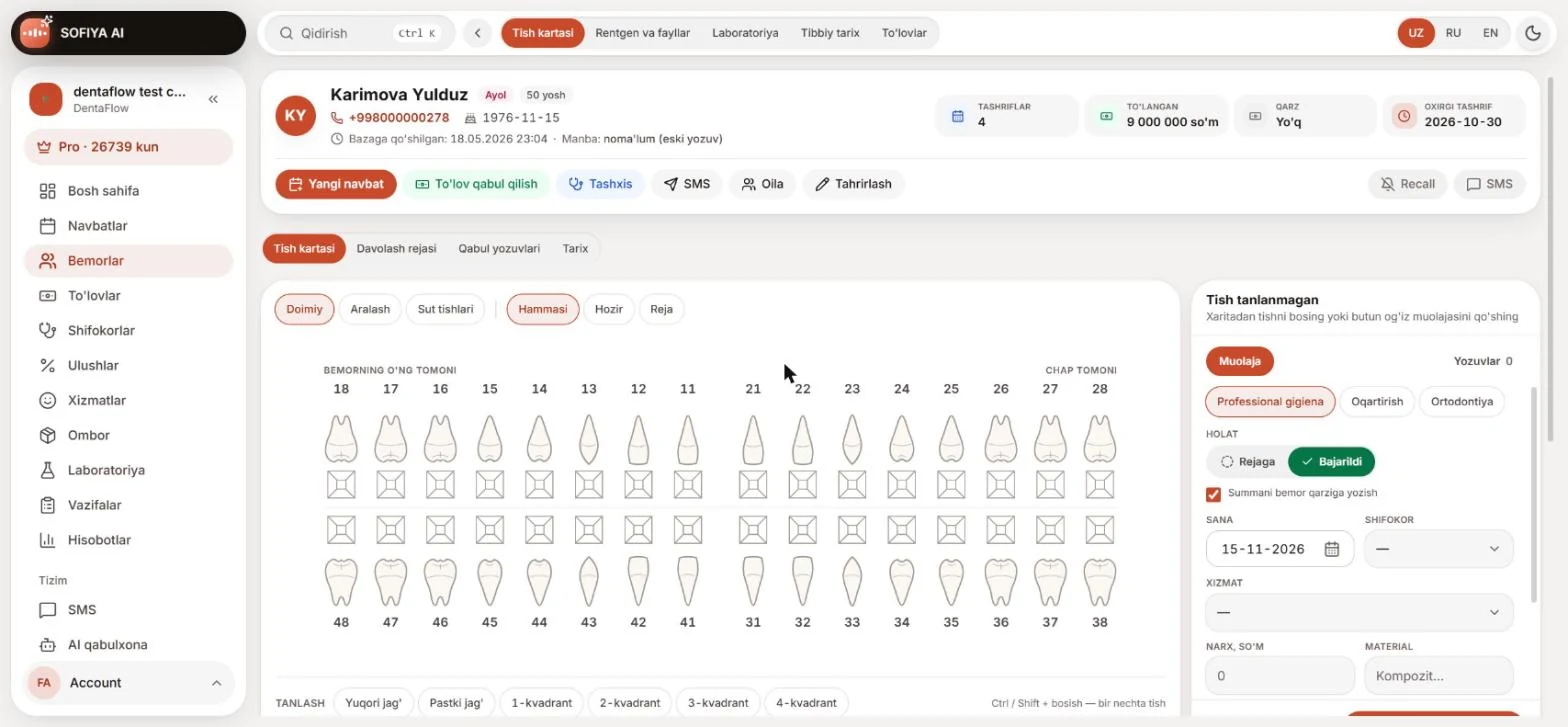 SOFIYA AI
Qidirish
Ctrl K
Tish kartasi
Rentgen va fayllar
Laboratoriya
Tibbiy tarix
To'lovlar
UZ
RU
EN
dentaflow test c...
DentaFlow
Pro · 26739 kun
Bosh sahifa
Navbatlar
Bemorlar
To'lovlar
Shifokorlar
Ulushlar
Xizmatlar
Ombor
Laboratoriya
Vazifalar
Hisobotlar
Tizim
SMS
AI qabulxona
FA
Account
KY
Karimova Yulduz
Ayol
50 yosh
+998000000278
1976-11-15
Bazaga qo'shilgan: 18.05.2026 23:04 · Manba: noma'lum (eski yozuv)
TASHRIFLAR
4
TO'LANGAN
9 000 000 so'm
QARZ
Yo'q
OXIRGI TASHRIF
2026-10-30
Yangi navbat
To'lov qabul qilish
Tashxis
SMS
Oila
Tahrirlash
Recall
SMS
Tish kartasi
Davolash rejasi
Qabul yozuvlari
Tarix
Doimiy
Aralash
Sut tishlari
Hammasi
Hozir
Reja
BEMORNING O'NG TOMONI
CHAP TOMONI
18 17 16 15 14 13 12 11 21 22 23 24 25 26 27 28
48 47 46 45 44 43 42 41 31 32 33 34 35 36 37 38
TANLASH
Yuqori jag'
Pastki jag'
1-kvadrant
2-kvadrant
3-kvadrant
4-kvadrant
Ctrl / Shift + bosish — bir nechta tish
Tish tanlanmagan
Xaritadan tishni bosing yoki butun og'iz muolajasini qo'shing
Muolaja
Yozuvlar 0
Professional gigiena
Oqartirish
Ortodontiya
HOLAT
Rejaga
Bajarildi
Summani bemor qarziga yozish
SANA
15-11-2026
SHIFOKOR
—
XIZMAT
—
NARX, SO'M
0
MATERIAL
Kompozit...